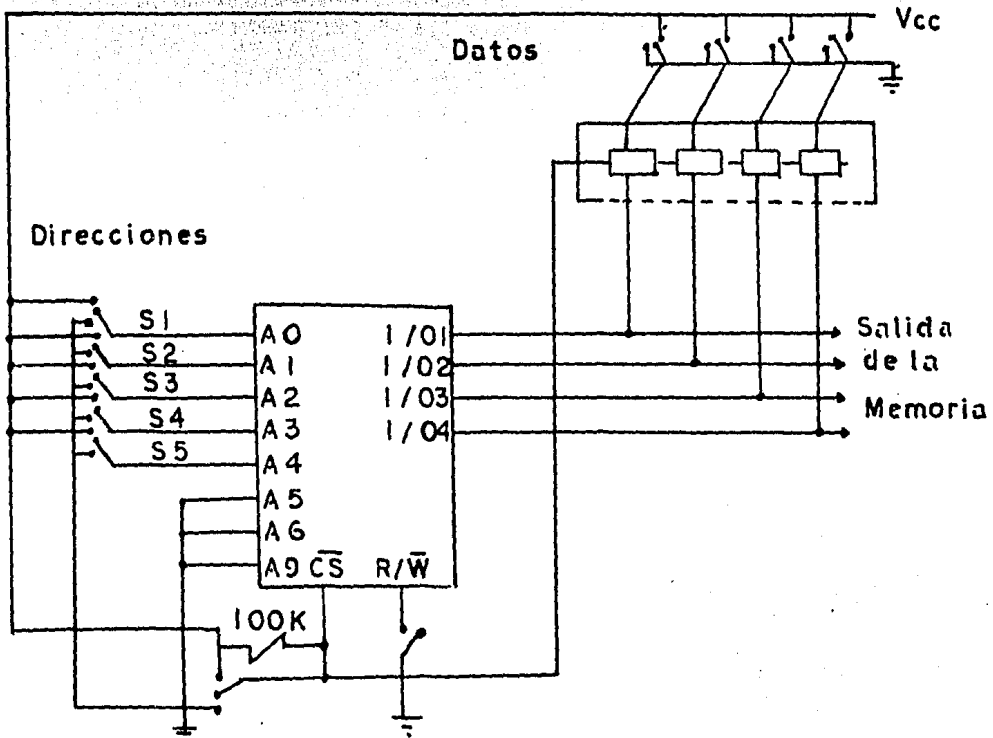 Vcc
Datos
Direcciones
S1
S2
S3
S4
S5
A0
A1
A2
A3
A4
A5
A6
A9
CS
R/W
I/O1
I/O2
I/O3
I/O4
Salida
de la
Memoria
100K